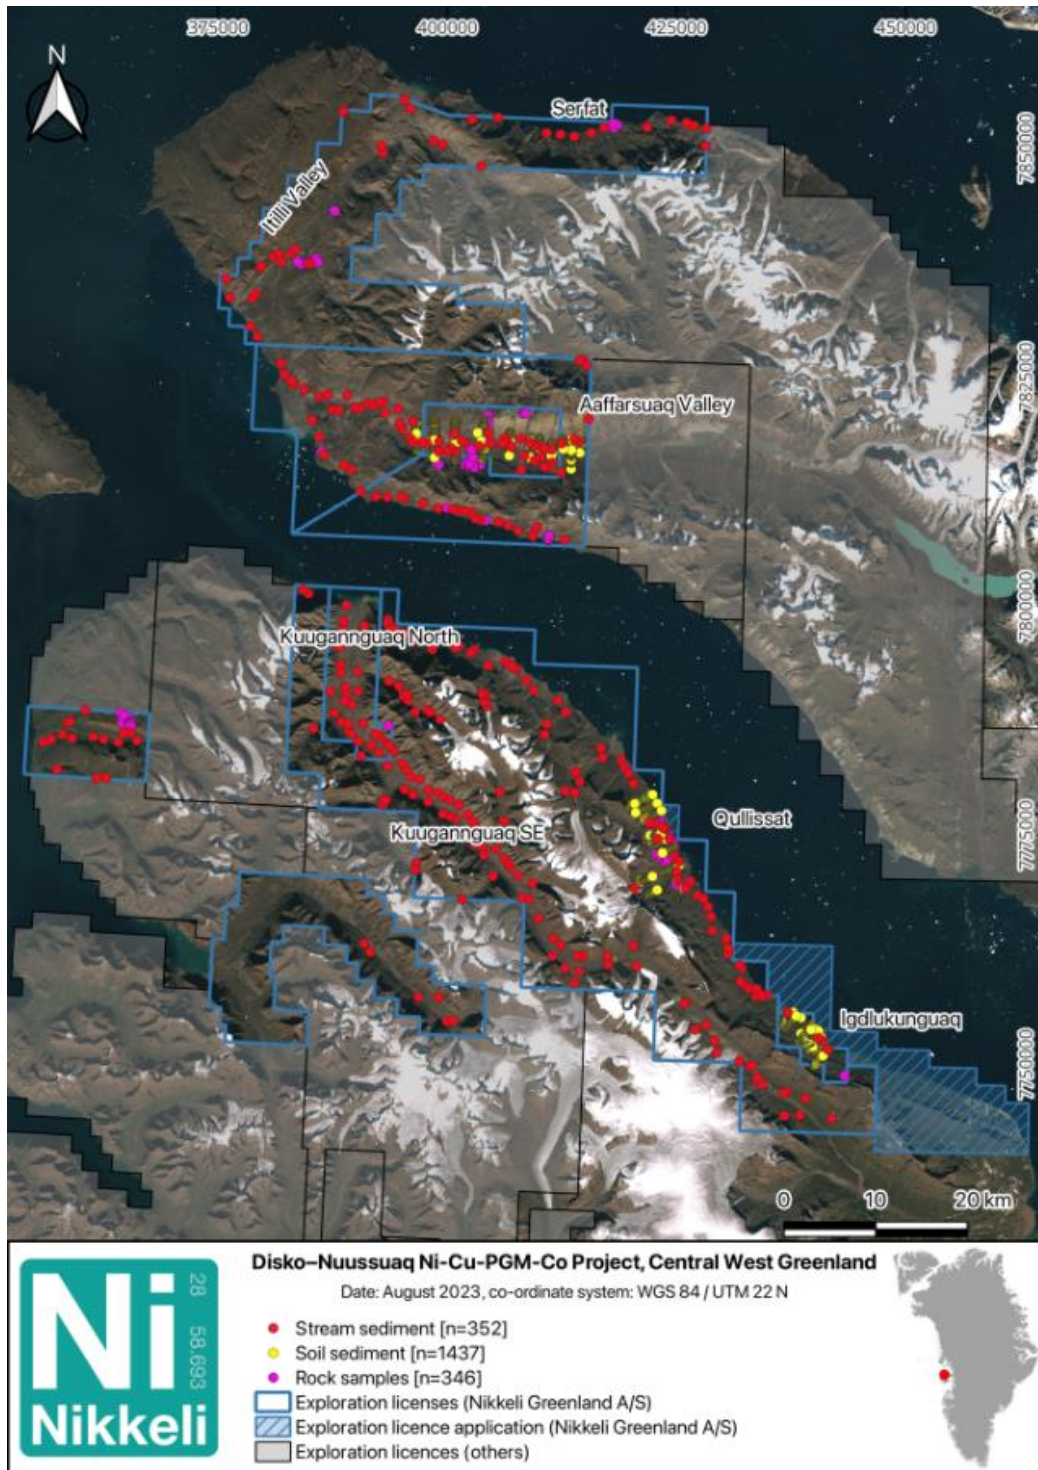 375000 400000 425000 450000
N
Serfat
7850000
Itilli Valley
7825000
Aaffarsuaq Valley
7800000
Kuugannguaq North
Qullissat
7775000
Kuugannguaq SE
Igdlukunguaq
7750000
0 10 20 km
Disko–Nuussuaq Ni-Cu-PGM-Co Project, Central West Greenland
Date: August 2023, co-ordinate system: WGS 84 / UTM 22 N
Stream sediment [n=352]
Soil sediment [n=1437]
Rock samples [n=346]
Exploration licenses (Nikkeli Greenland A/S)
Exploration licence application (Nikkeli Greenland A/S)
Exploration licences (others)
Ni
28 58.693
Nikkeli